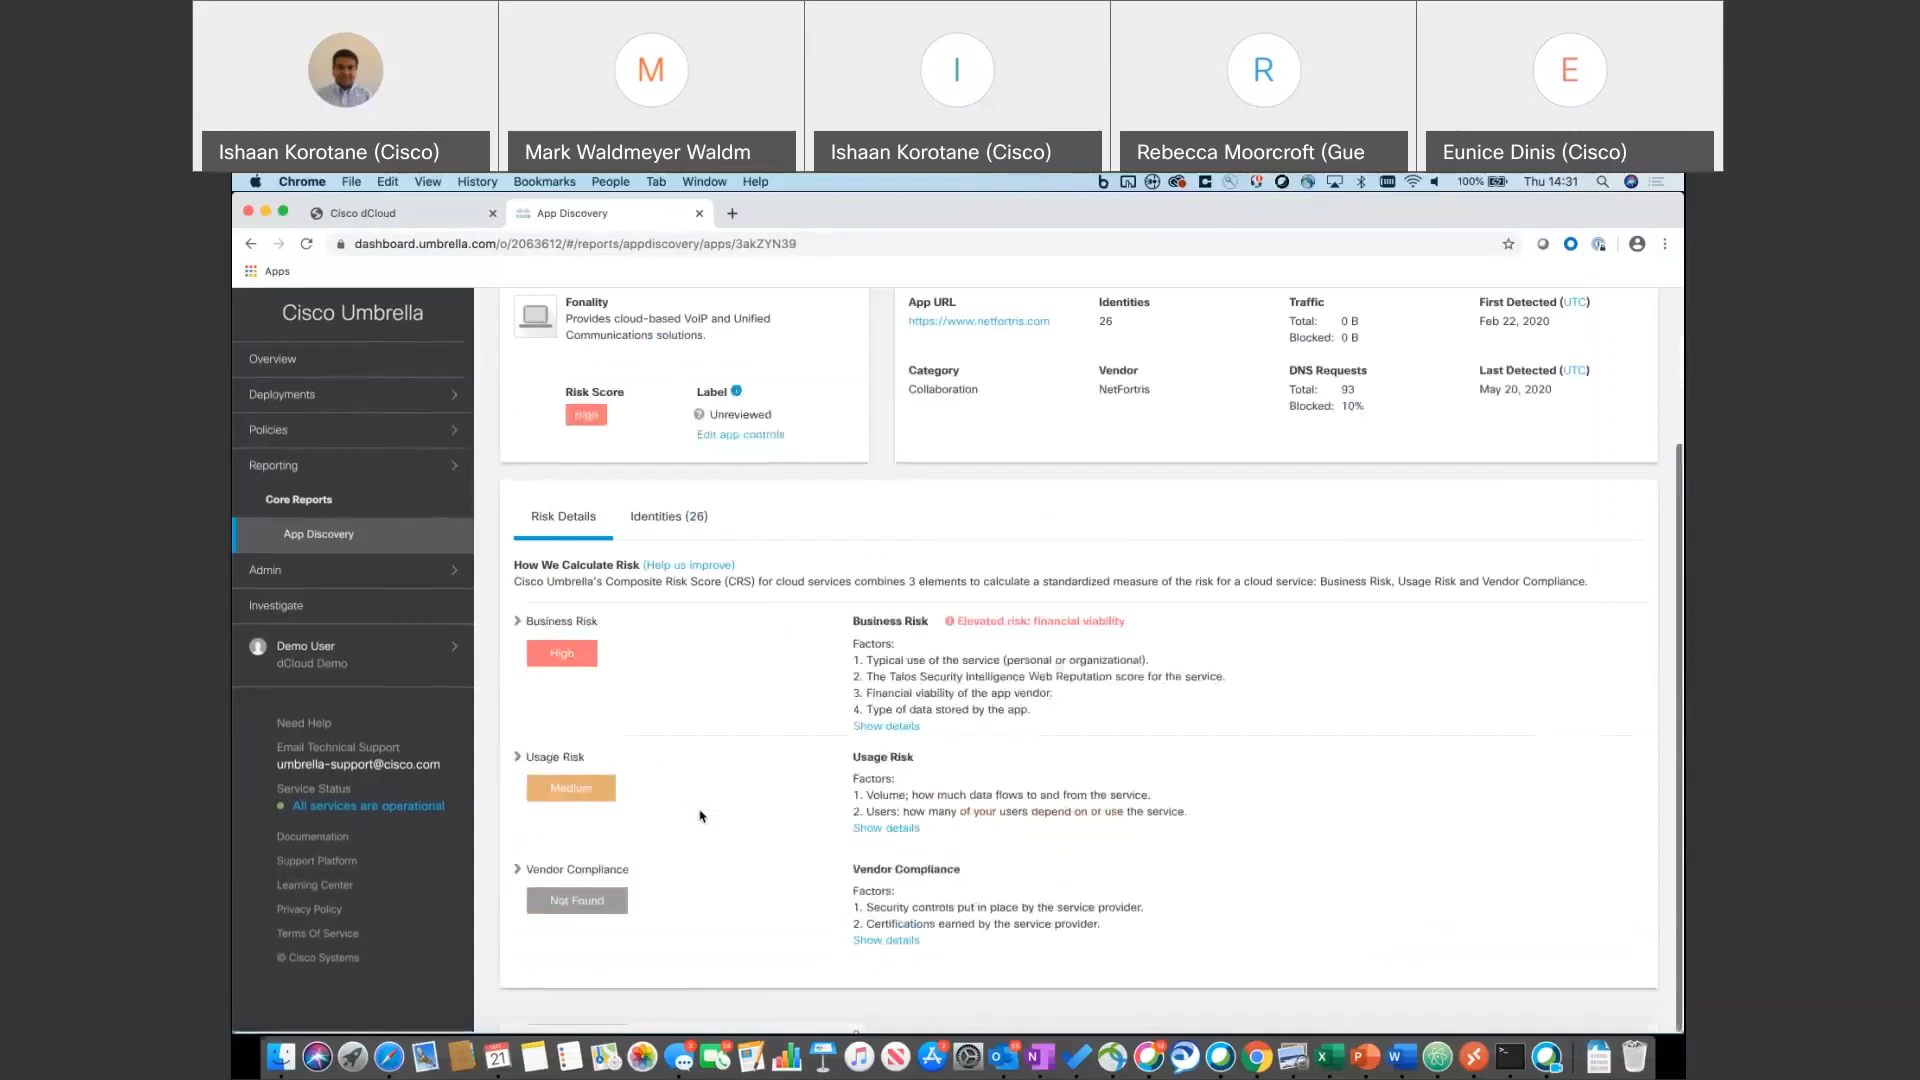 M
I
R
E
Ishaan Korotane (Cisco)
Mark Waldmeyer Waldm
Ishaan Korotane (Cisco)
Rebecca Moorcroft (Gue
Eunice Dinis (Cisco)
Chrome File Edit View History Bookmarks People Tab Window Help
100% Thu 14:31
Cisco dCloud
App Discovery
dashboard.umbrella.com/o/2063612/#/reports/appdiscovery/apps/3akZYN39
Apps
Cisco Umbrella
Overview
Deployments
Policies
Reporting
Core Reports
App Discovery
Admin
Investigate
Demo User
dCloud Demo
Need Help
Email Technical Support
umbrella-support@cisco.com
Service Status
All services are operational
Documentation
Support Platform
Learning Center
Privacy Policy
Terms Of Service
© Cisco Systems
Fonality
Provides cloud-based VoIP and Unified
Communications solutions.
Risk Score
High
Label
Unreviewed
Edit app controls
App URL
https://www.netfortris.com
Identities
26
Traffic
Total: 0 B
Blocked: 0 B
First Detected (UTC)
Feb 22, 2020
Category
Collaboration
Vendor
NetFortris
DNS Requests
Total: 93
Blocked: 10%
Last Detected (UTC)
May 20, 2020
Risk Details
Identities (26)
How We Calculate Risk (Help us improve)
Cisco Umbrella's Composite Risk Score (CRS) for cloud services combines 3 elements to calculate a standardized measure of the risk for a cloud service: Business Risk, Usage Risk and Vendor Compliance.
Business Risk
High
Business Risk Elevated risk: financial viability
Factors:
1. Typical use of the service (personal or organizational).
2. The Talos Security Intelligence Web Reputation score for the service.
3. Financial viability of the app vendor.
4. Type of data stored by the app.
Show details
Usage Risk
Medium
Usage Risk
Factors:
1. Volume; how much data flows to and from the service.
2. Users; how many of your users depend on or use the service.
Show details
Vendor Compliance
Not Found
Vendor Compliance
Factors:
1. Security controls put in place by the service provider.
2. Certifications earned by the service provider.
Show details
21